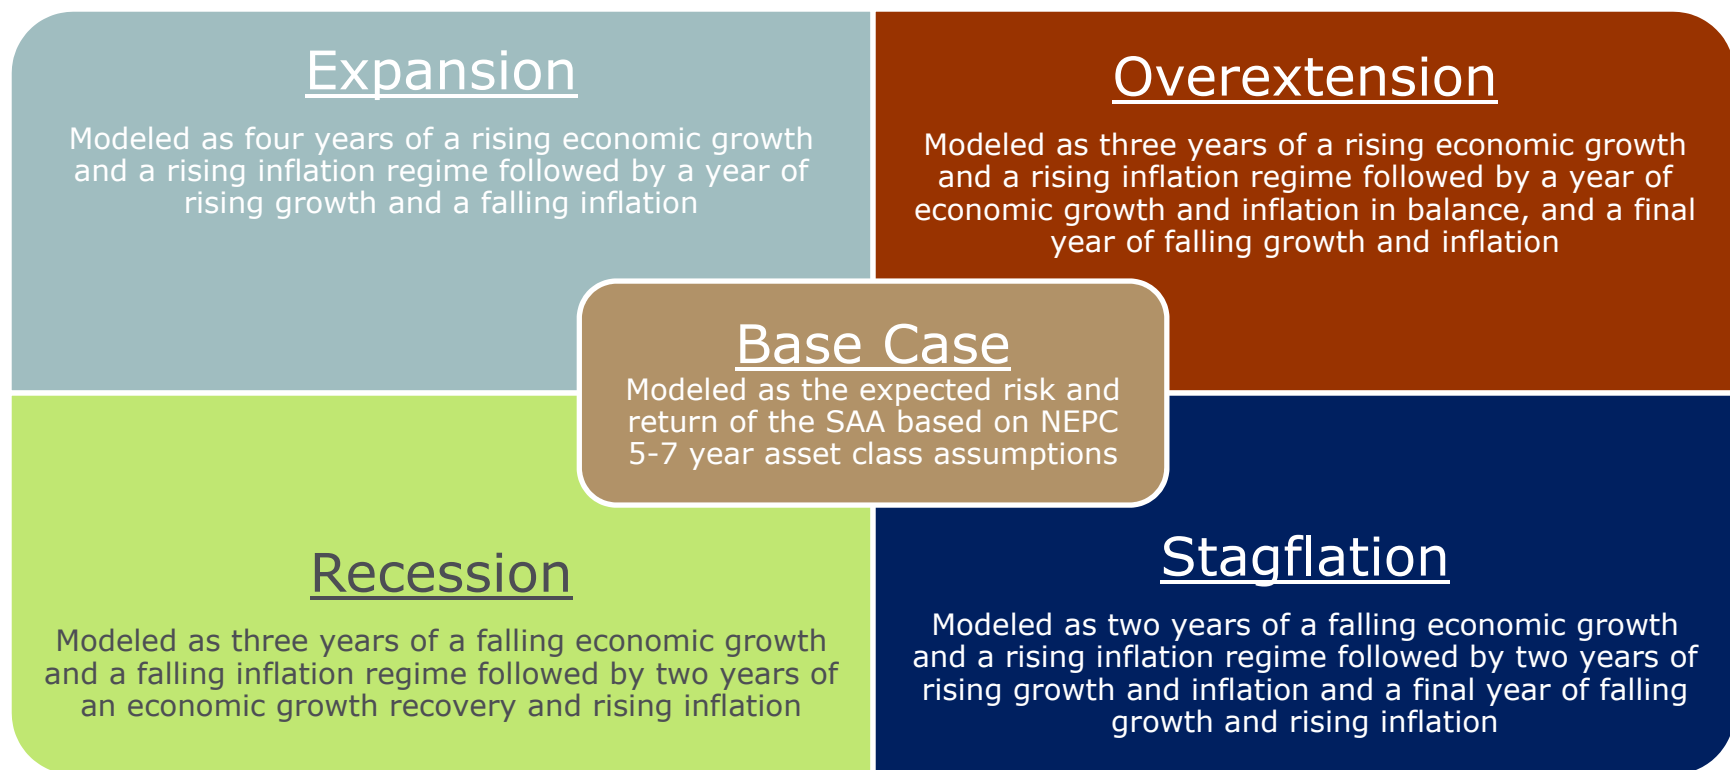 Expansion
Modeled as four years of a rising economic growth
and a rising inflation regime followed by a year of
rising growth and a falling inflation
Overextension
Modeled as three years of a rising economic growth
and a rising inflation regime followed by a year of
economic growth and inflation in balance, and a final
year of falling growth and inflation
Base Case
Modeled as the expected risk and
return of the SAA based on NEPC
5-7 year asset class assumptions
Recession
Modeled as three years of a falling economic growth
and a falling inflation regime followed by two years of
an economic growth recovery and rising inflation
Stagflation
Modeled as two years of a falling economic growth
and a rising inflation regime followed by two years of
rising growth and inflation and a final year of falling
growth and rising inflation